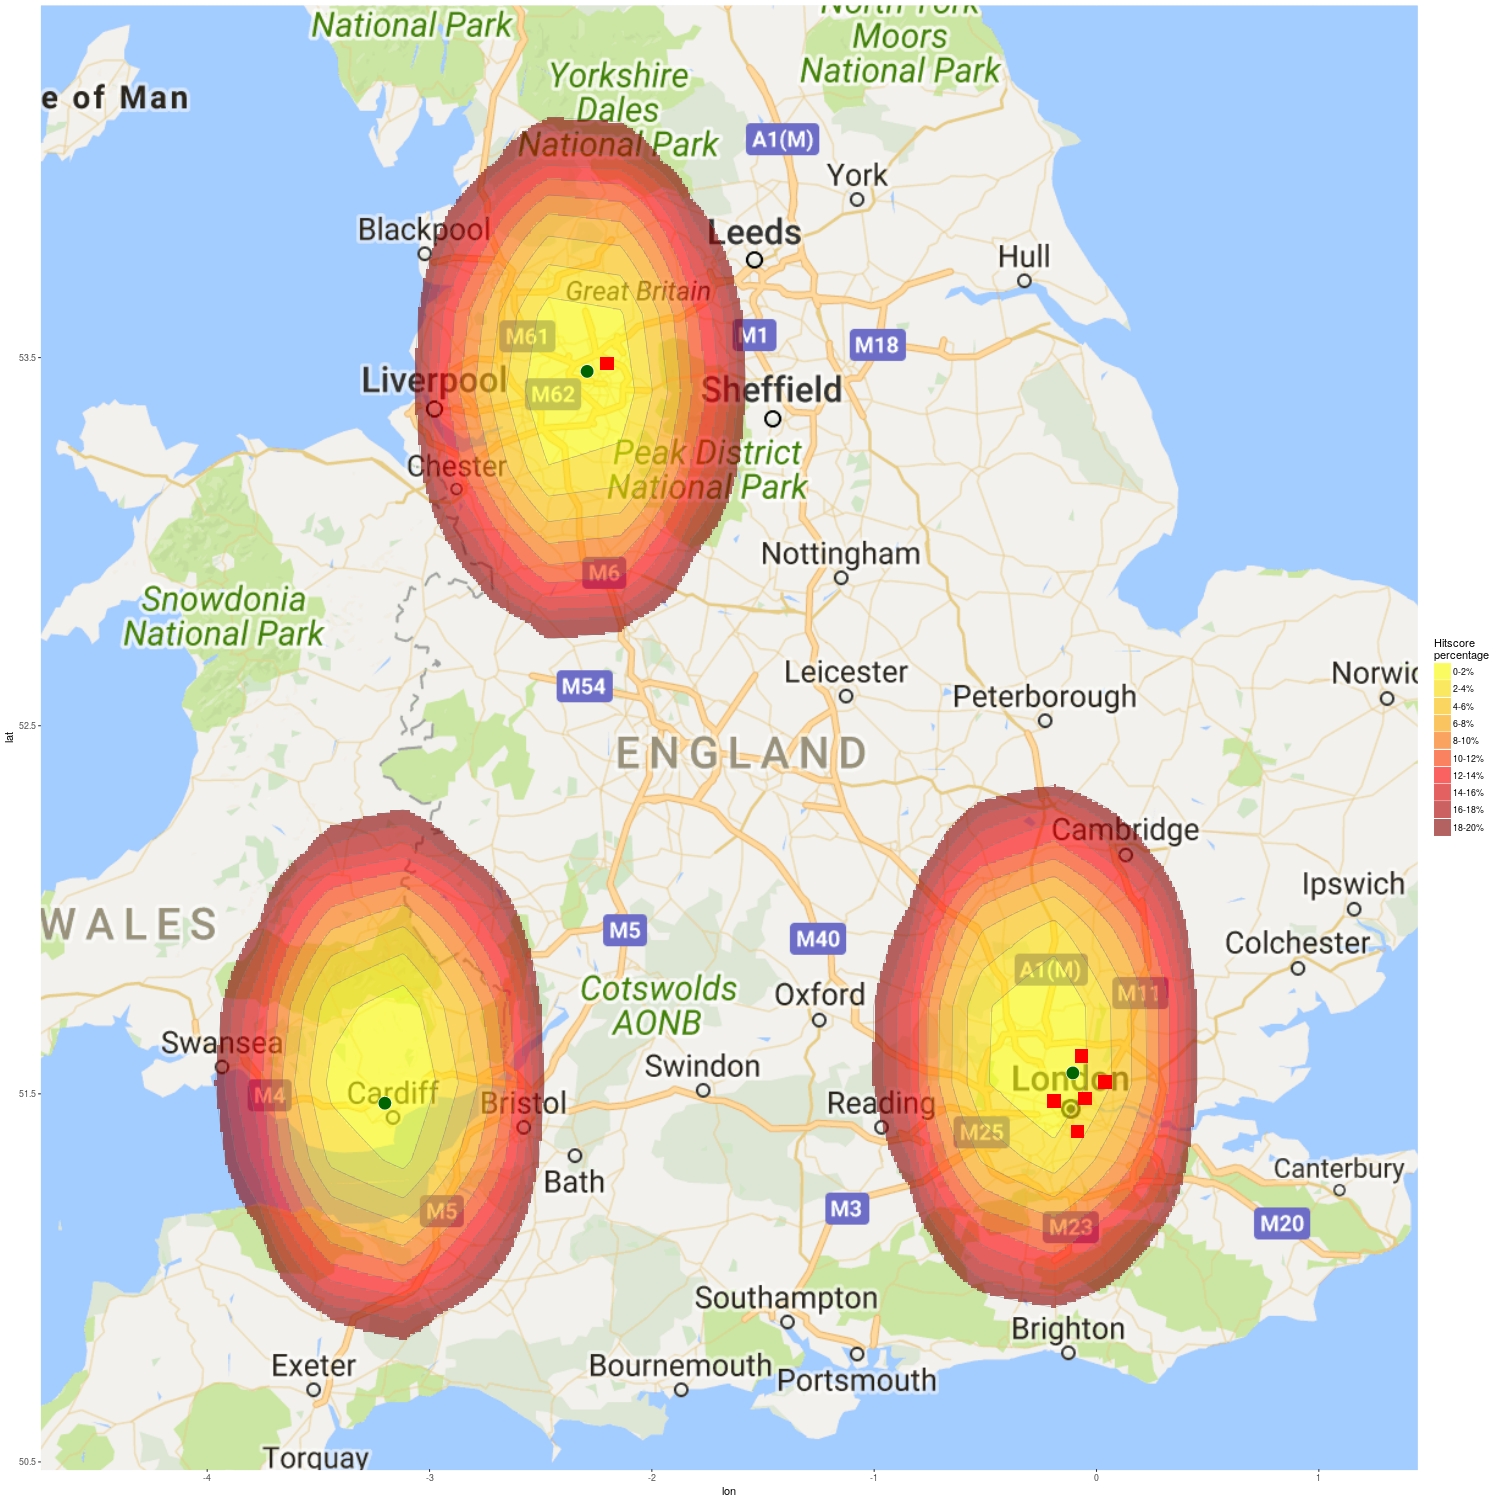 National Park
North York
Moors
National Park
Yorkshire
Dales
National Park
e of Man
A1(M)
York
Blackpool
Leeds
Hull
Great Britain
M61
M1
M18
53.5
Liverpool
M62
Sheffield
Peak District
National Park
Chester
Nottingham
M6
Snowdonia
National Park
Hitscore
percentage
0-2%
2-4%
4-6%
6-8%
8-10%
10-12%
12-14%
14-16%
16-18%
18-20%
Leicester
M54
Norwic
Peterborough
52.5
lat
ENGLAND
Cambridge
Ipswich
WALES
M5
M40
Colchester
A1(M)
Cotswolds
AONB
Oxford
M11
Swansea
Swindon
London
51.5
M4
Cardiff
Bristol
Reading
M25
Bath
Canterbury
M5
M3
M23
M20
Southampton
Brighton
Exeter
Bournemouth
Portsmouth
Torquay
50.5
-4
-3
-2
-1
0
1
lon